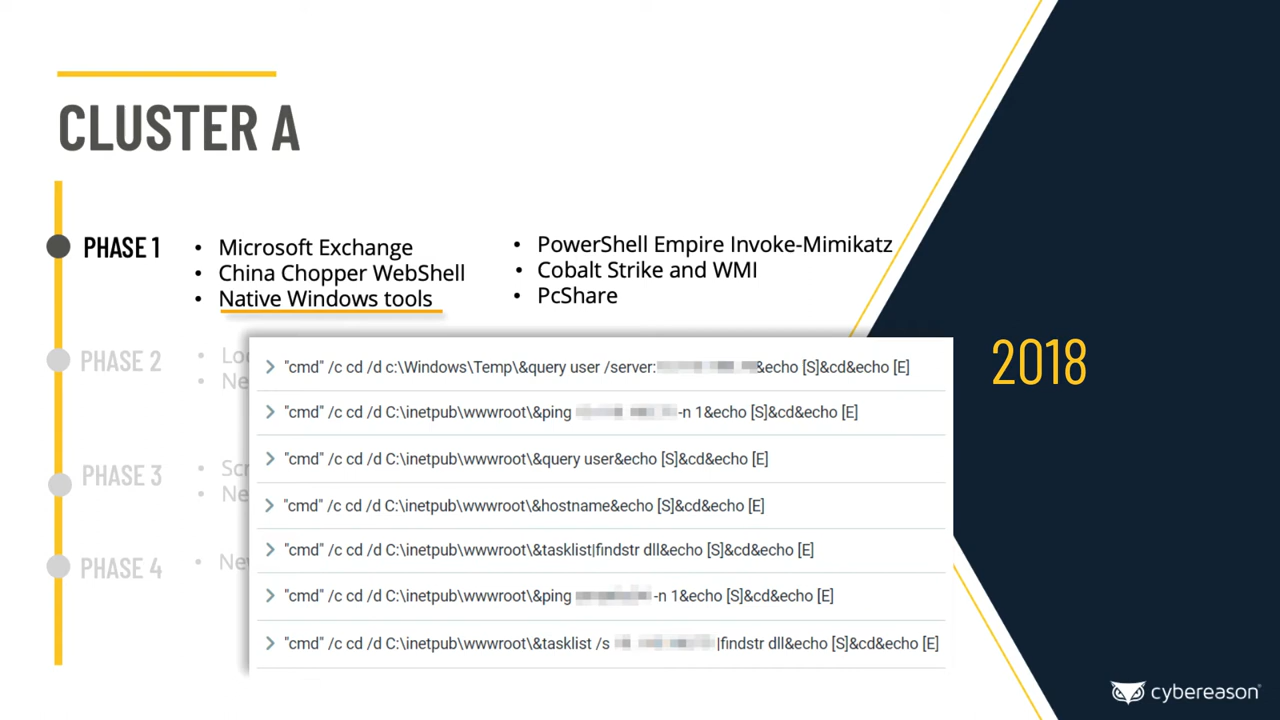 CLUSTER A
PHASE 1
• Microsoft Exchange
• China Chopper WebShell
• Native Windows tools
• PowerShell Empire Invoke-Mimikatz
• Cobalt Strike and WMI
• PcShare
PHASE 2
PHASE 3
PHASE 4
"cmd" /c cd /d c:\Windows\Temp\&query user /server: &echo [S]&cd&echo [E]
"cmd" /c cd /d C:\inetpub\wwwroot\&ping -n 1&echo [S]&cd&echo [E]
"cmd" /c cd /d C:\inetpub\wwwroot\&query user&echo [S]&cd&echo [E]
"cmd" /c cd /d C:\inetpub\wwwroot\&hostname&echo [S]&cd&echo [E]
"cmd" /c cd /d C:\inetpub\wwwroot\&tasklist|findstr dll&echo [S]&cd&echo [E]
"cmd" /c cd /d C:\inetpub\wwwroot\&ping -n 1&echo [S]&cd&echo [E]
"cmd" /c cd /d C:\inetpub\wwwroot\&tasklist /s |findstr dll&echo [S]&cd&echo [E]
2018
cybereason